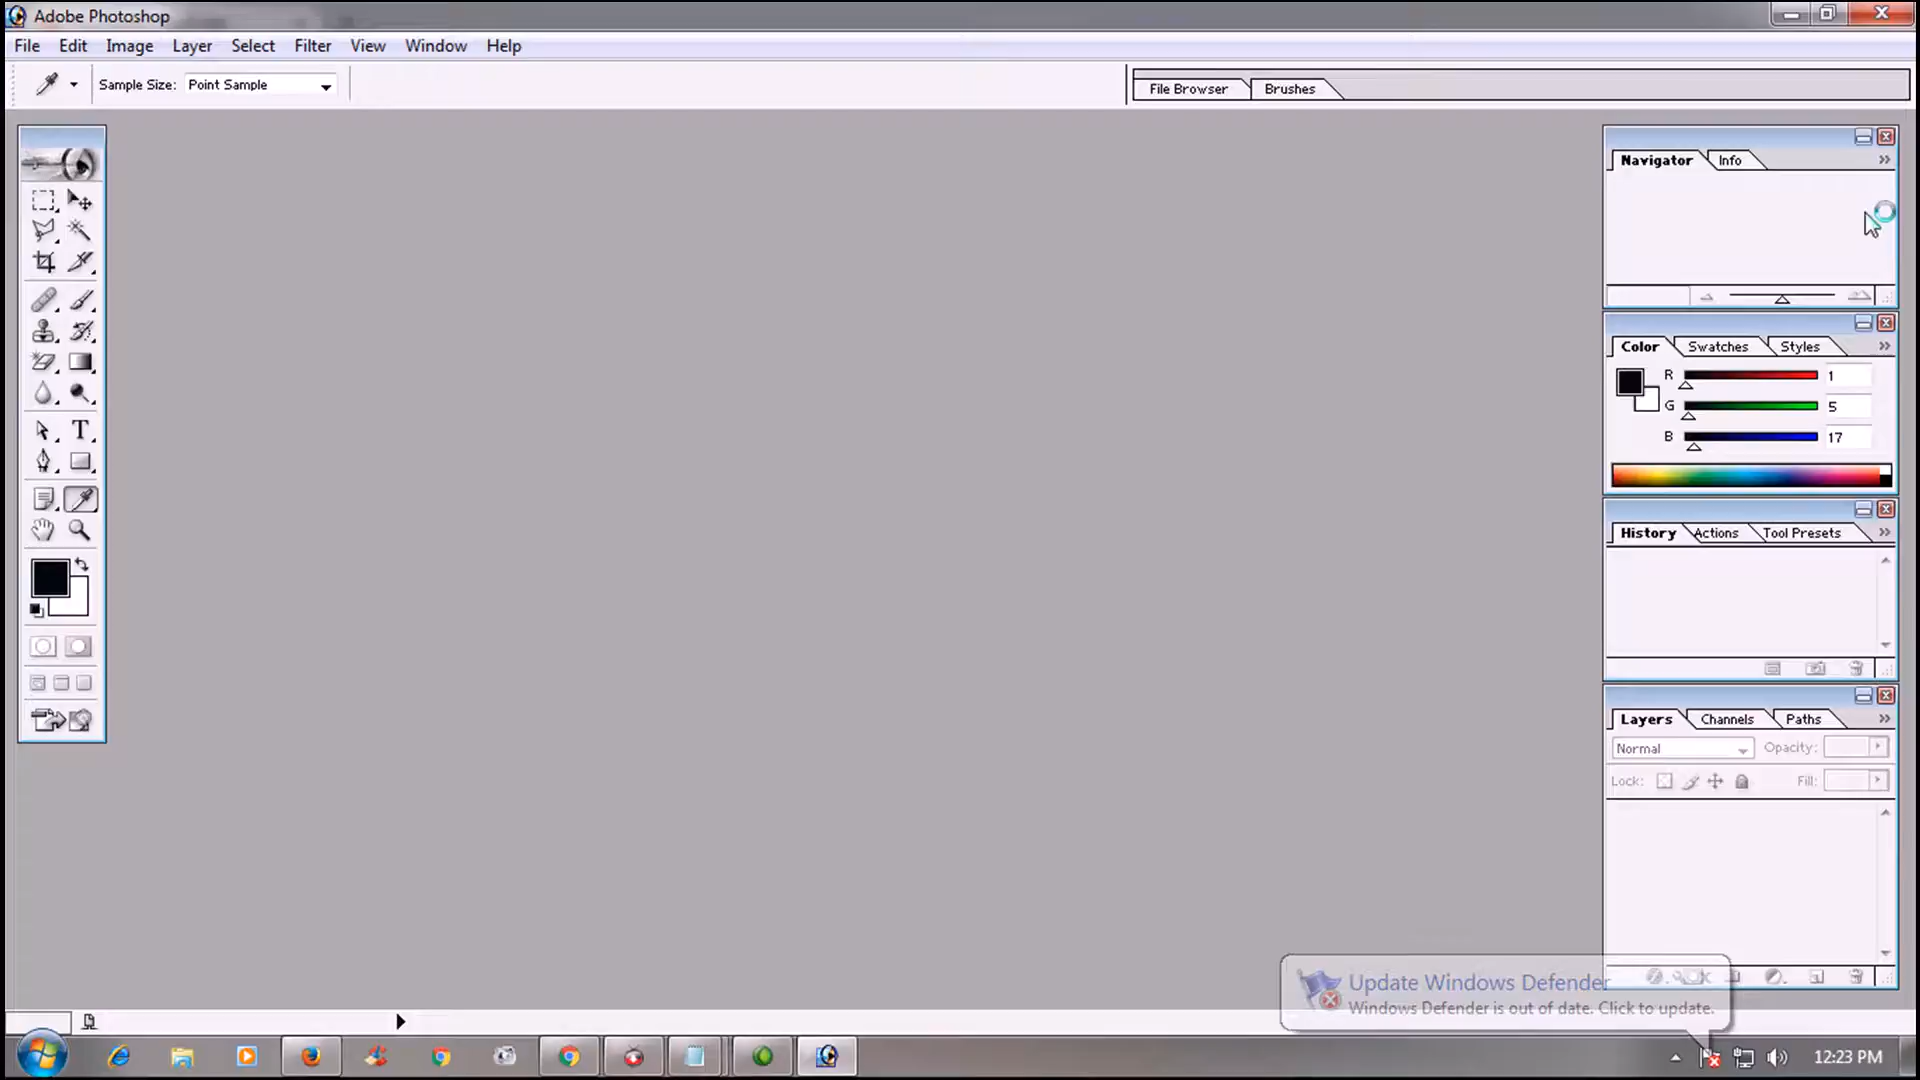 Adobe Photoshop
File Edit Image Layer Select Filter View Window Help
Sample Size: Point Sample File Browser Brushes
Navigator Info
Color Swatches Styles
R 1
G 5
B 17
T
History Actions Tool Presets
Layers Channels Paths
Normal Opacity:
Lock: Fill:
Update Windows Defender
Windows Defender is out of date. Click to update.
12:23 PM